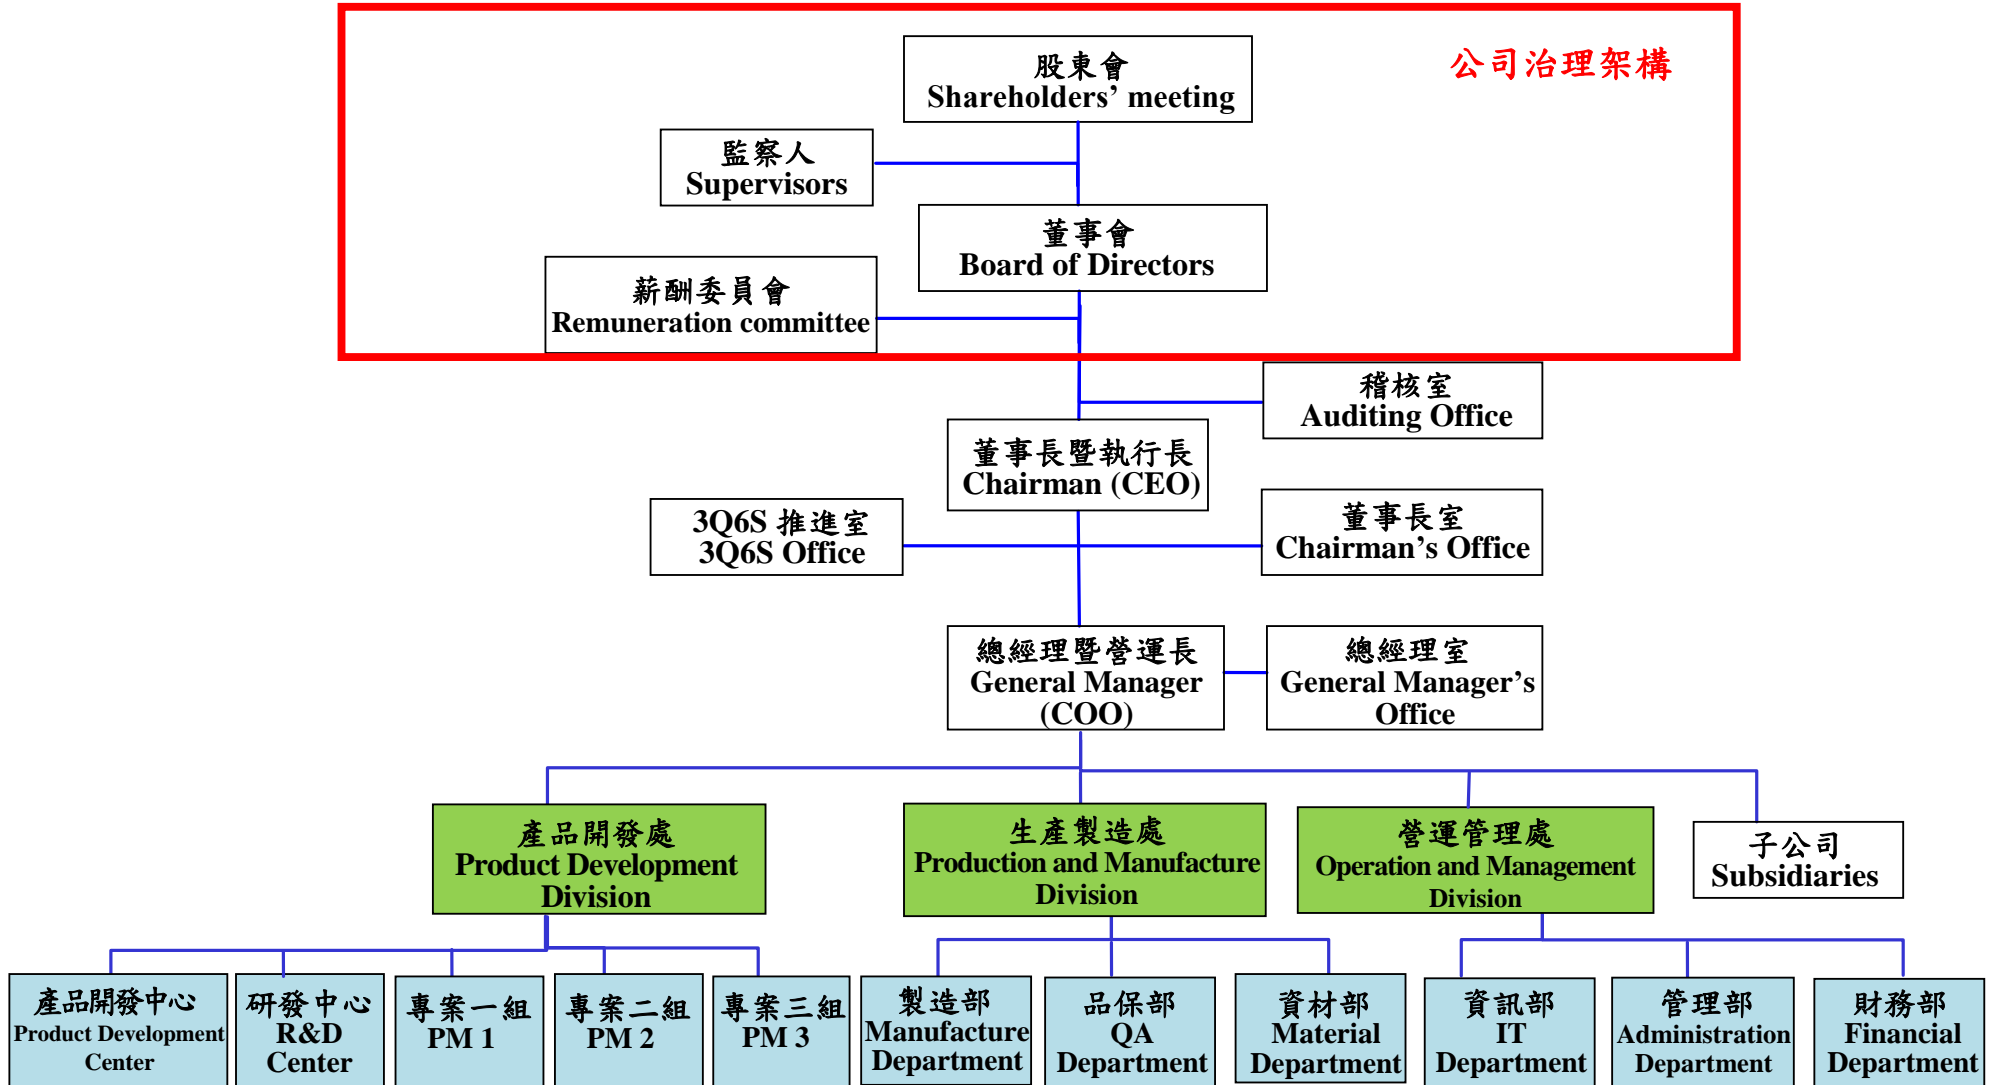 公司治理架構
股東會
Shareholders’ meeting
監察人
Supervisors
董事會
Board of Directors
薪酬委員會
Remuneration committee
稽核室
Auditing Office
董事長暨執行長
Chairman (CEO)
3Q6S 推進室
3Q6S Office
董事長室
Chairman’s Office
總經理暨營運長
General Manager
(COO)
總經理室
General Manager’s
Office
產品開發處
Product Development
Division
生產製造處
Production and Manufacture
Division
營運管理處
Operation and Management
Division
子公司
Subsidiaries
產品開發中心
Product Development
Center
研發中心
R&D
Center
專案一組
PM 1
專案二組
PM 2
專案三組
PM 3
製造部
Manufacture
Department
品保部
QA
Department
資材部
Material
Department
資訊部
IT
Department
管理部
Administration
Department
財務部
Financial
Department